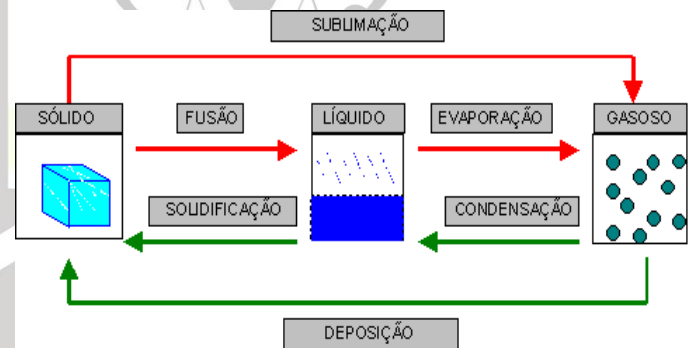 SUBLIMAÇÃO
SÓLIDO
FUSÃO
LÍQUIDO
EVAPORAÇÃO
GASOSO
SOLIDIFICAÇÃO
CONDENSAÇÃO
DEPOSIÇÃO